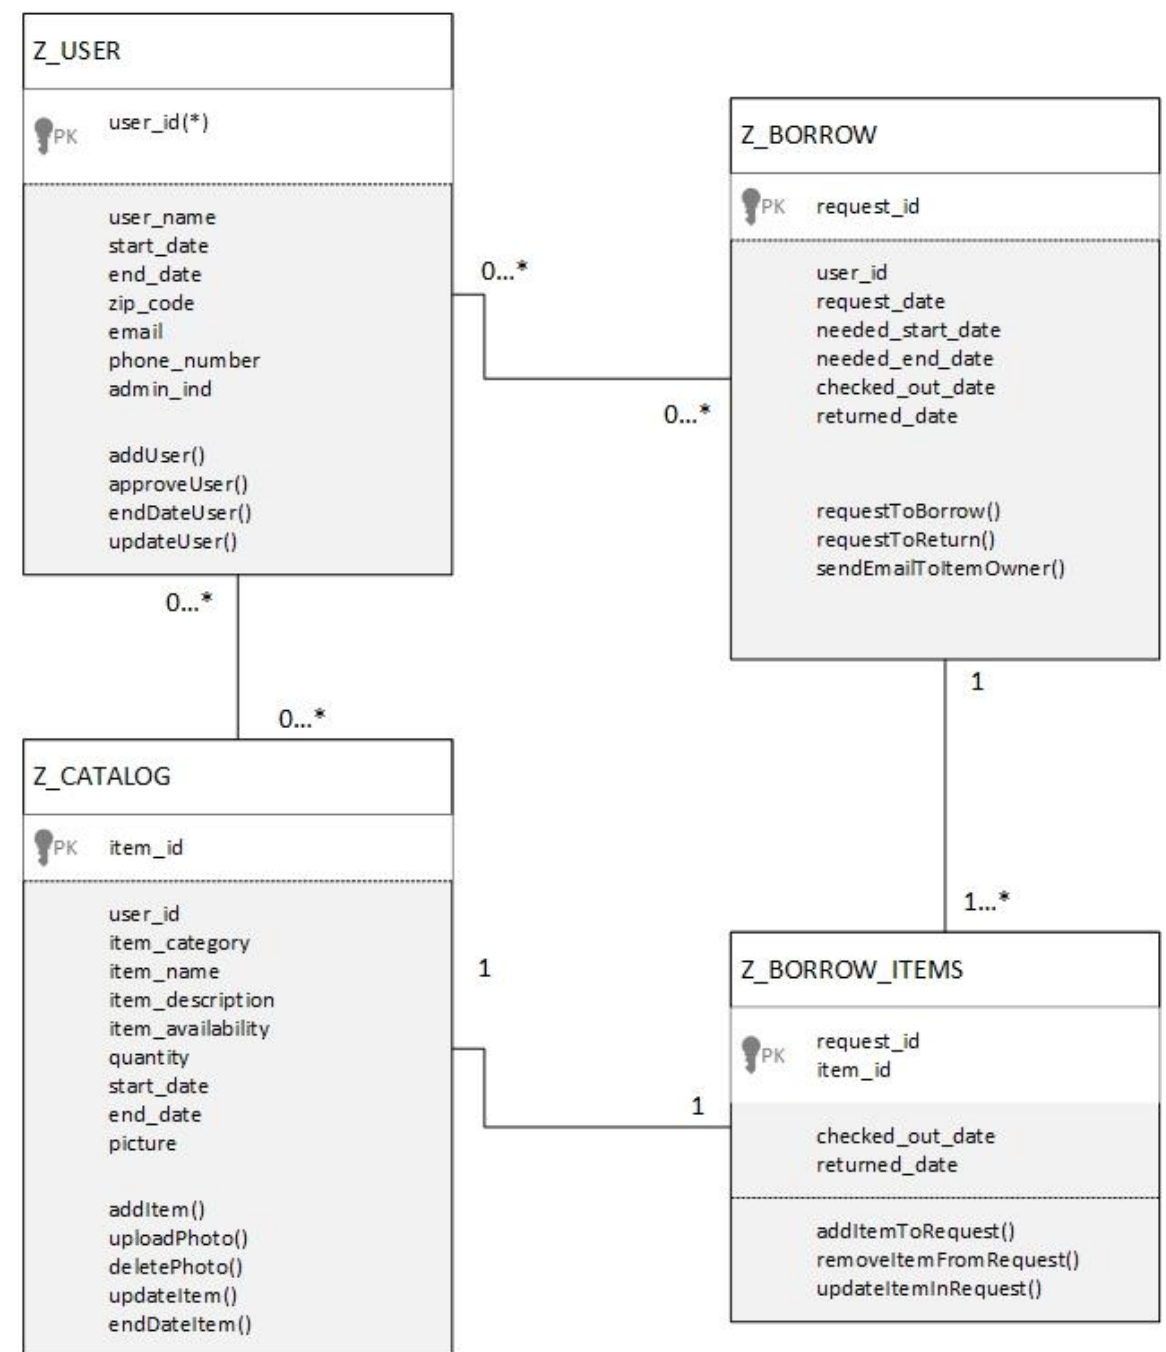 Z_USER
PK user_id(*)
user_name
start_date
end_date
zip_code
email
phone_number
admin_ind
addUser()
approveUser()
endDateUser()
updateUser()
0...*
0...*
Z_BORROW
PK request_id
user_id
request_date
needed_start_date
needed_end_date
checked_out_date
returned_date
requestToBorrow()
requestToReturn()
sendEmailToItemOwner()
0...*
0...*
1
1...*
Z_CATALOG
PK item_id
user_id
item_category
item_name
item_description
item_availability
quantity
start_date
end_date
picture
addItem()
uploadPhoto()
deletePhoto()
updateItem()
endDateItem()
1
1
Z_BORROW_ITEMS
PK request_id
item_id
checked_out_date
returned_date
addItemToRequest()
removeItemFromRequest()
updateItemInRequest()